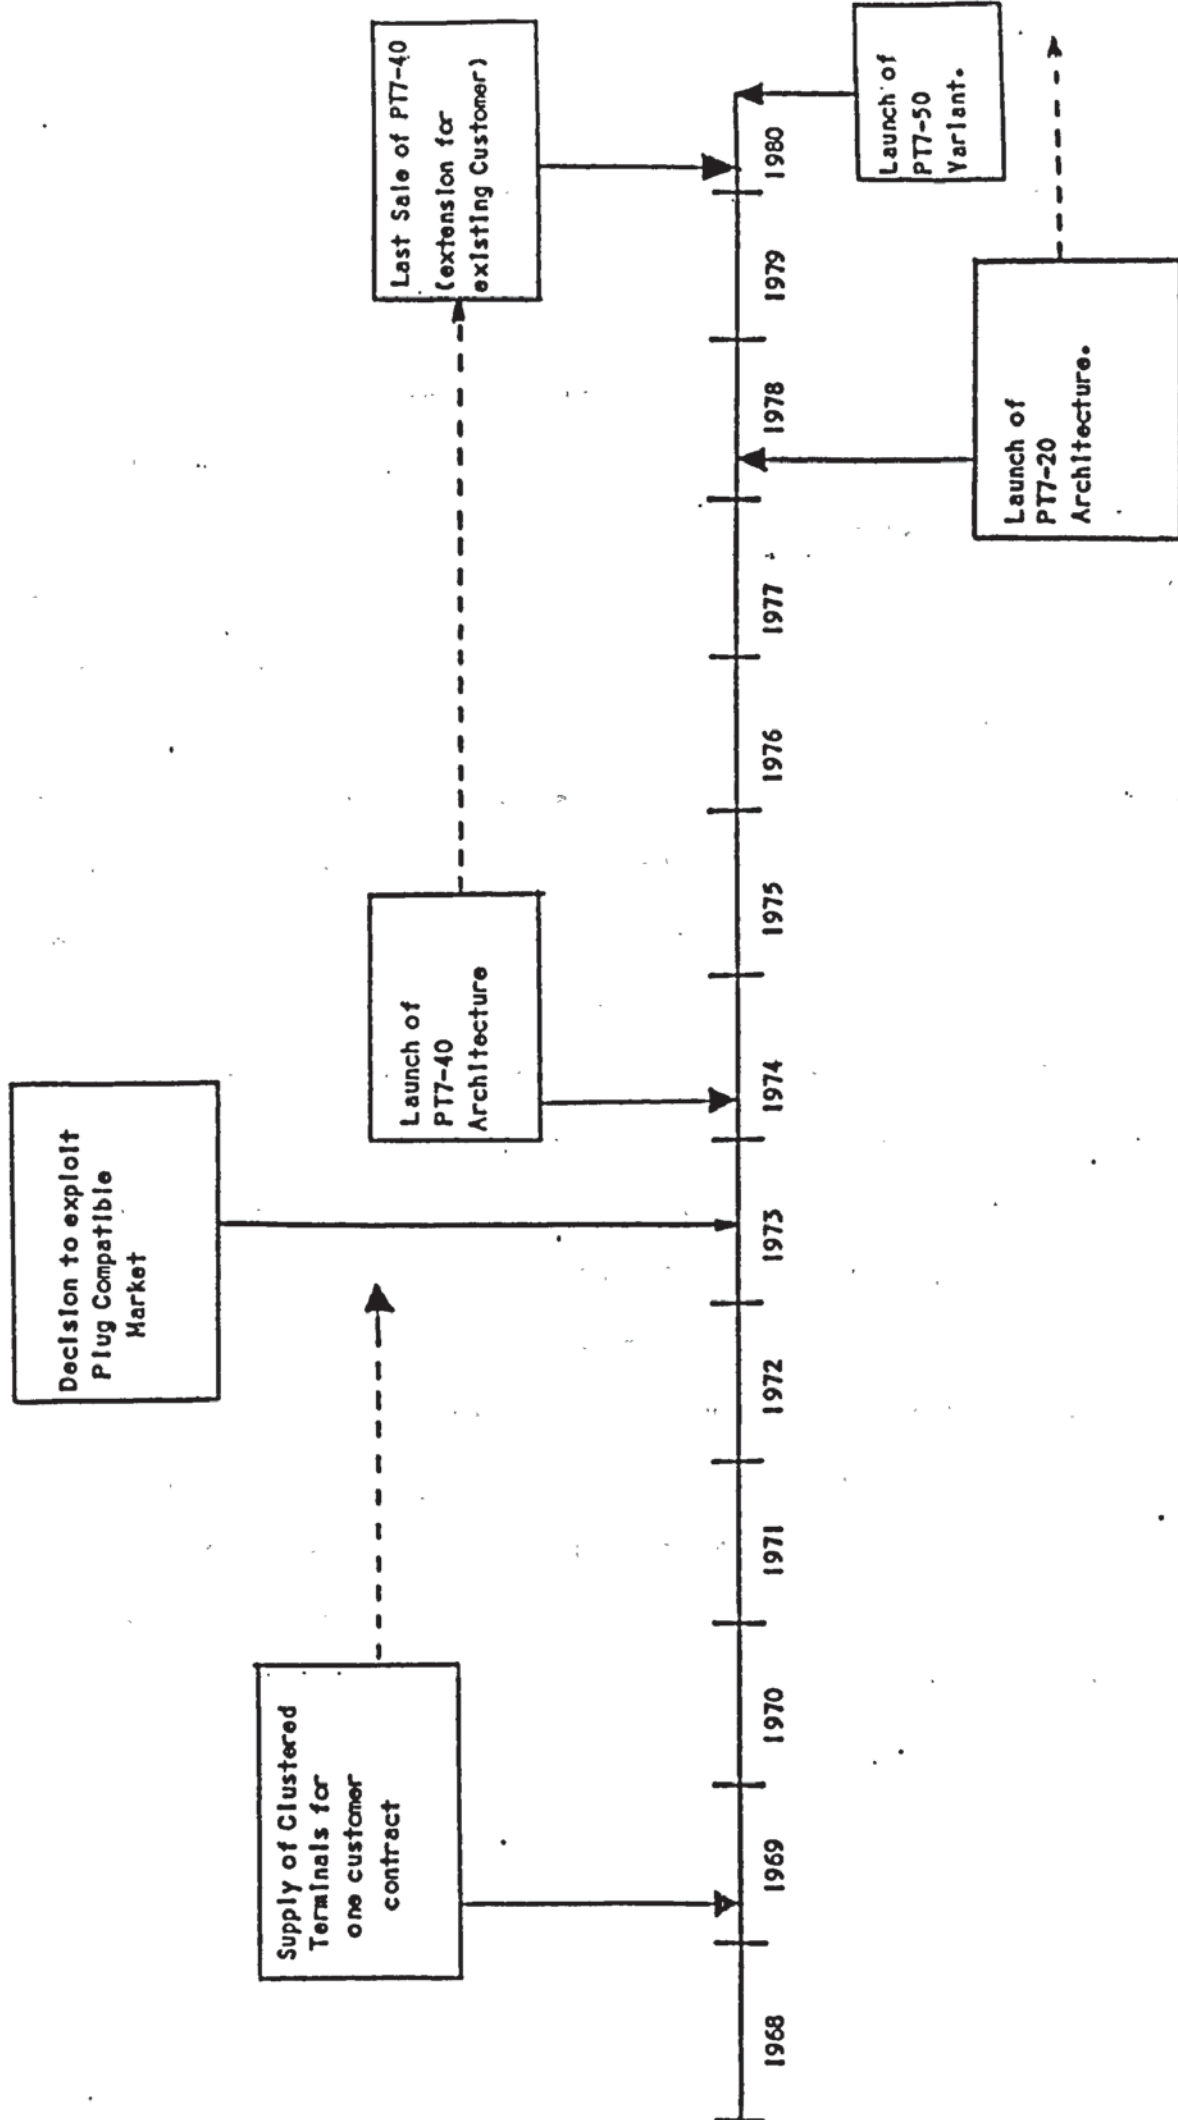 Decision to exploit
Plug Compatible
Market
Supply of Clustered
Terminals for
one customer
contract
Launch of
PT7-40
Architecture
Last Sale of PT7-40
(extension for
existing Customer)
1968
1969
1970
1971
1972
1973
1974
1975
1976
1977
1978
1979
1980
Launch of
PT7-50
Variant.
Launch of
PT7-20
Architecture.